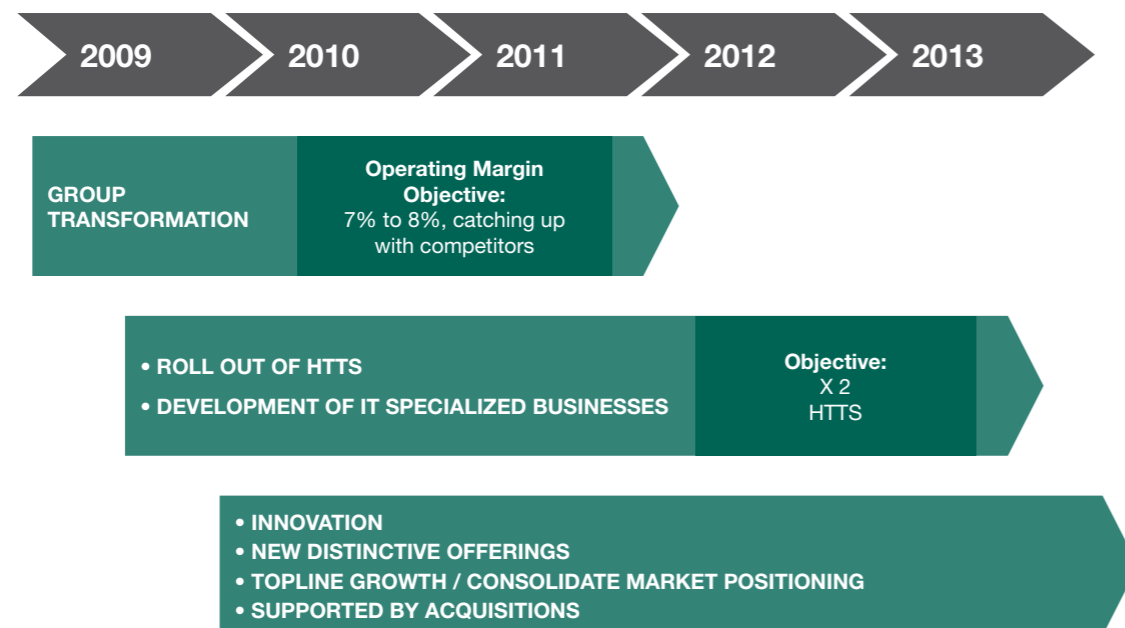 2009 2010 2011 2012 2013
GROUP
TRANSFORMATION
Operating Margin
Objective:
7% to 8%, catching up
with competitors
• ROLL OUT OF HTTS
• DEVELOPMENT OF IT SPECIALIZED BUSINESSES
Objective:
X 2
HTTS
• INNOVATION
• NEW DISTINCTIVE OFFERINGS
• TOPLINE GROWTH / CONSOLIDATE MARKET POSITIONING
• SUPPORTED BY ACQUISITIONS